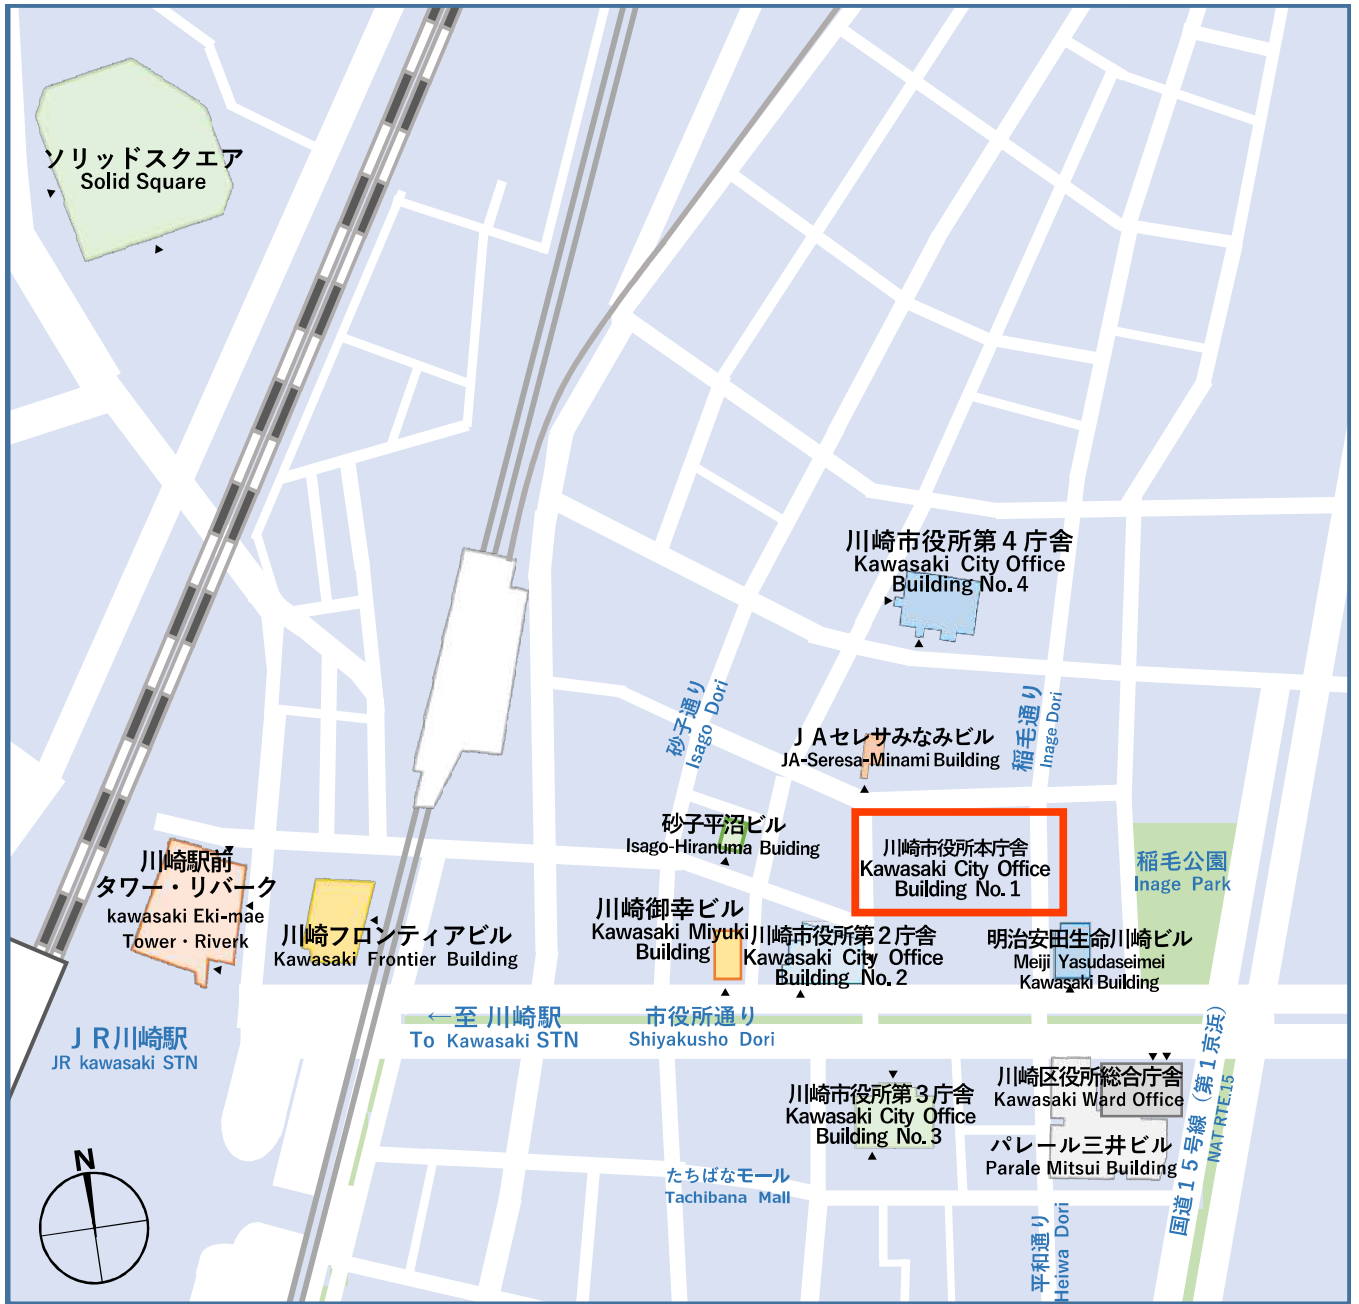 ソリッドスクエア
Solid Square
川崎市役所第４庁舎
Kawasaki City Office
Building No.4
砂子通り
Isago Dori
稲毛通り
Inage Dori
ＪＡセレサみなみビル
JA-Seresa-Minami Building
砂子平沼ビル
Isago-Hiranuma Buiding
川崎市役所本庁舎
Kawasaki City Office
Building No.1
稲毛公園
Inage Park
川崎駅前
タワー・リバーク
kawasaki Eki-mae
Tower・Riverk
川崎フロンティアビル
Kawasaki Frontier Building
川崎御幸ビル
Kawasaki Miyuki
Building
川崎市役所第２庁舎
Kawasaki City Office
Building No.2
明治安田生命川崎ビル
Meiji Yasudaseimei
Kawasaki Building
ＪＲ川崎駅
JR kawasaki STN
←至 川崎駅
To Kawasaki STN
市役所通り
Shiyakusho Dori
川崎市役所第３庁舎
Kawasaki City Office
Building No.3
川崎区役所総合庁舎
Kawasaki Ward Office
パレール三井ビル
Parale Mitsui Building
国道１５号線（第１京浜）
NAT RTE.15
たちばなモール
Tachibana Mall
平和通り
Heiwa Dori
N